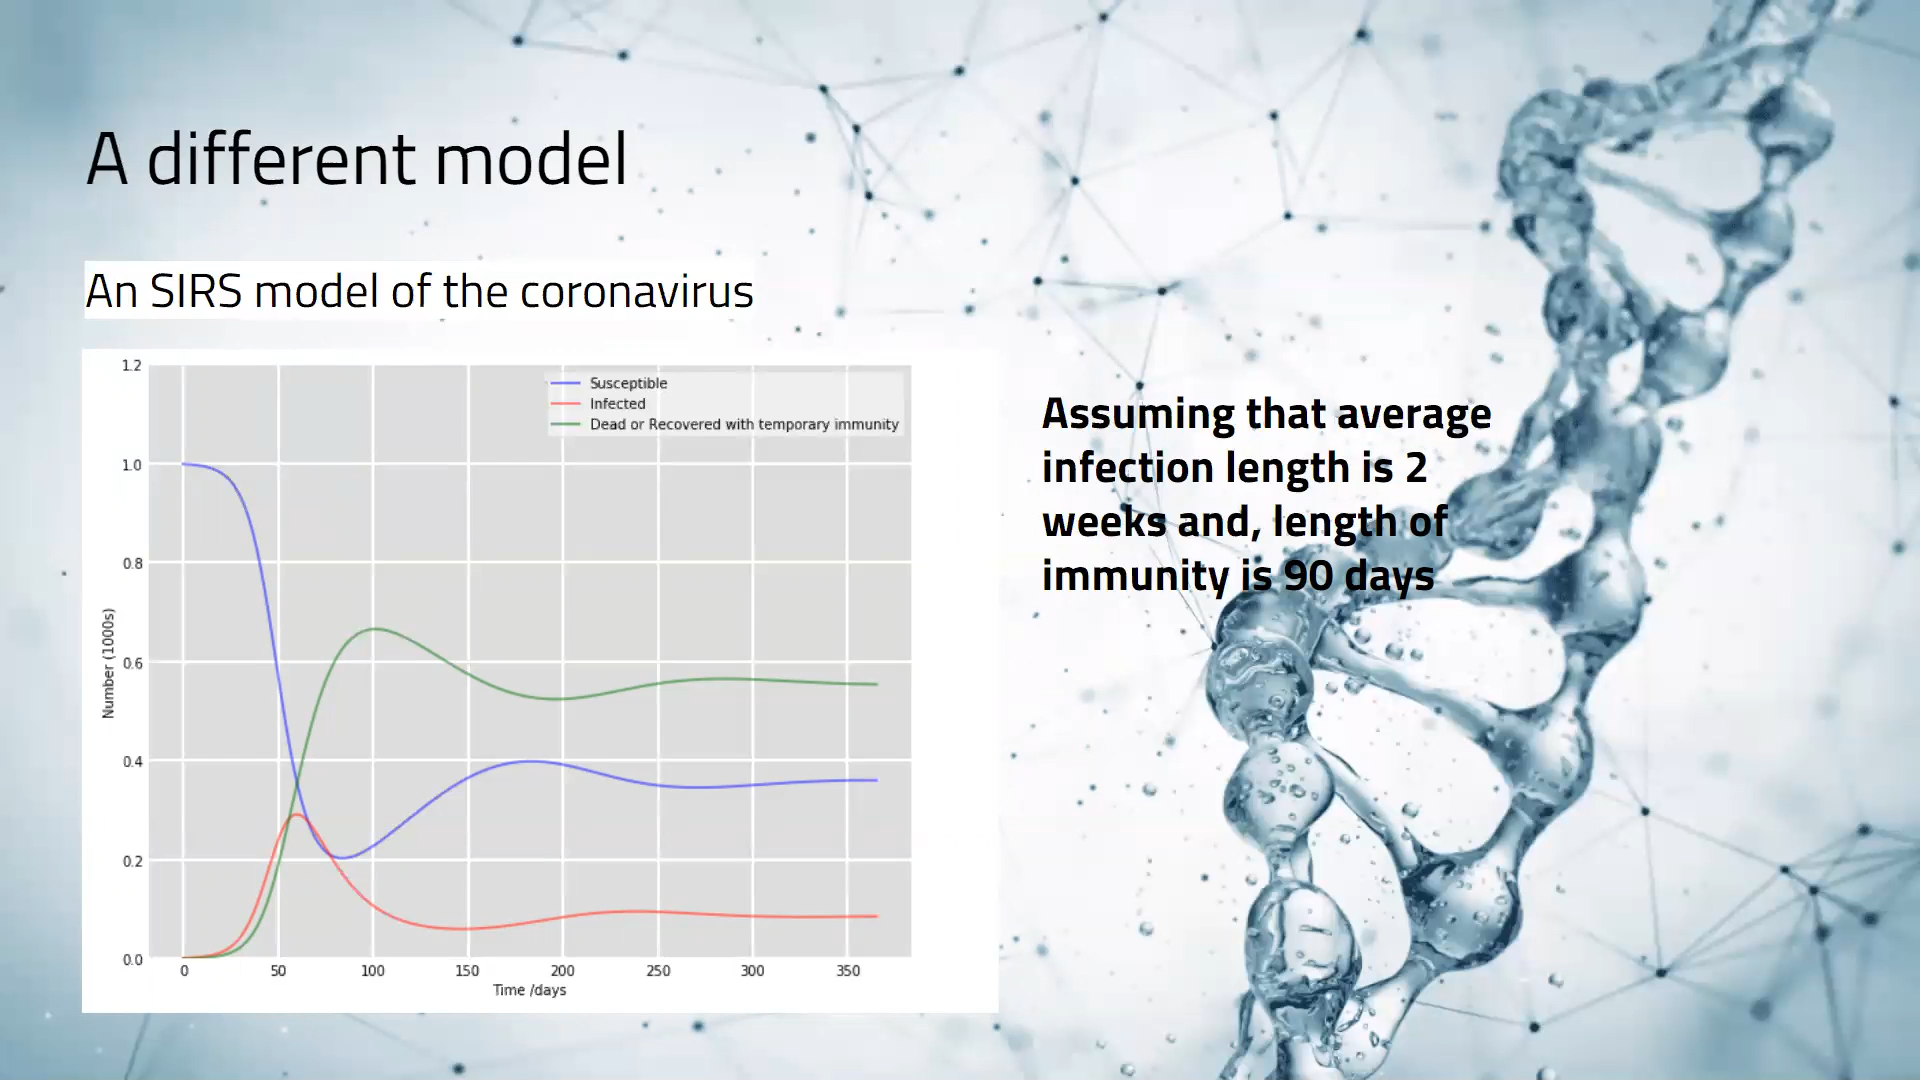 A different model
An SIRS model of the coronavirus
1.2
1.0
0.8
0.6
0.4
0.2
0.0
Number (1000s)
Susceptible
Infected
Dead or Recovered with temporary immunity
0 50 100 150 200 250 300 350
Time /days
Assuming that average
infection length is 2
weeks and, length of
immunity is 90 days